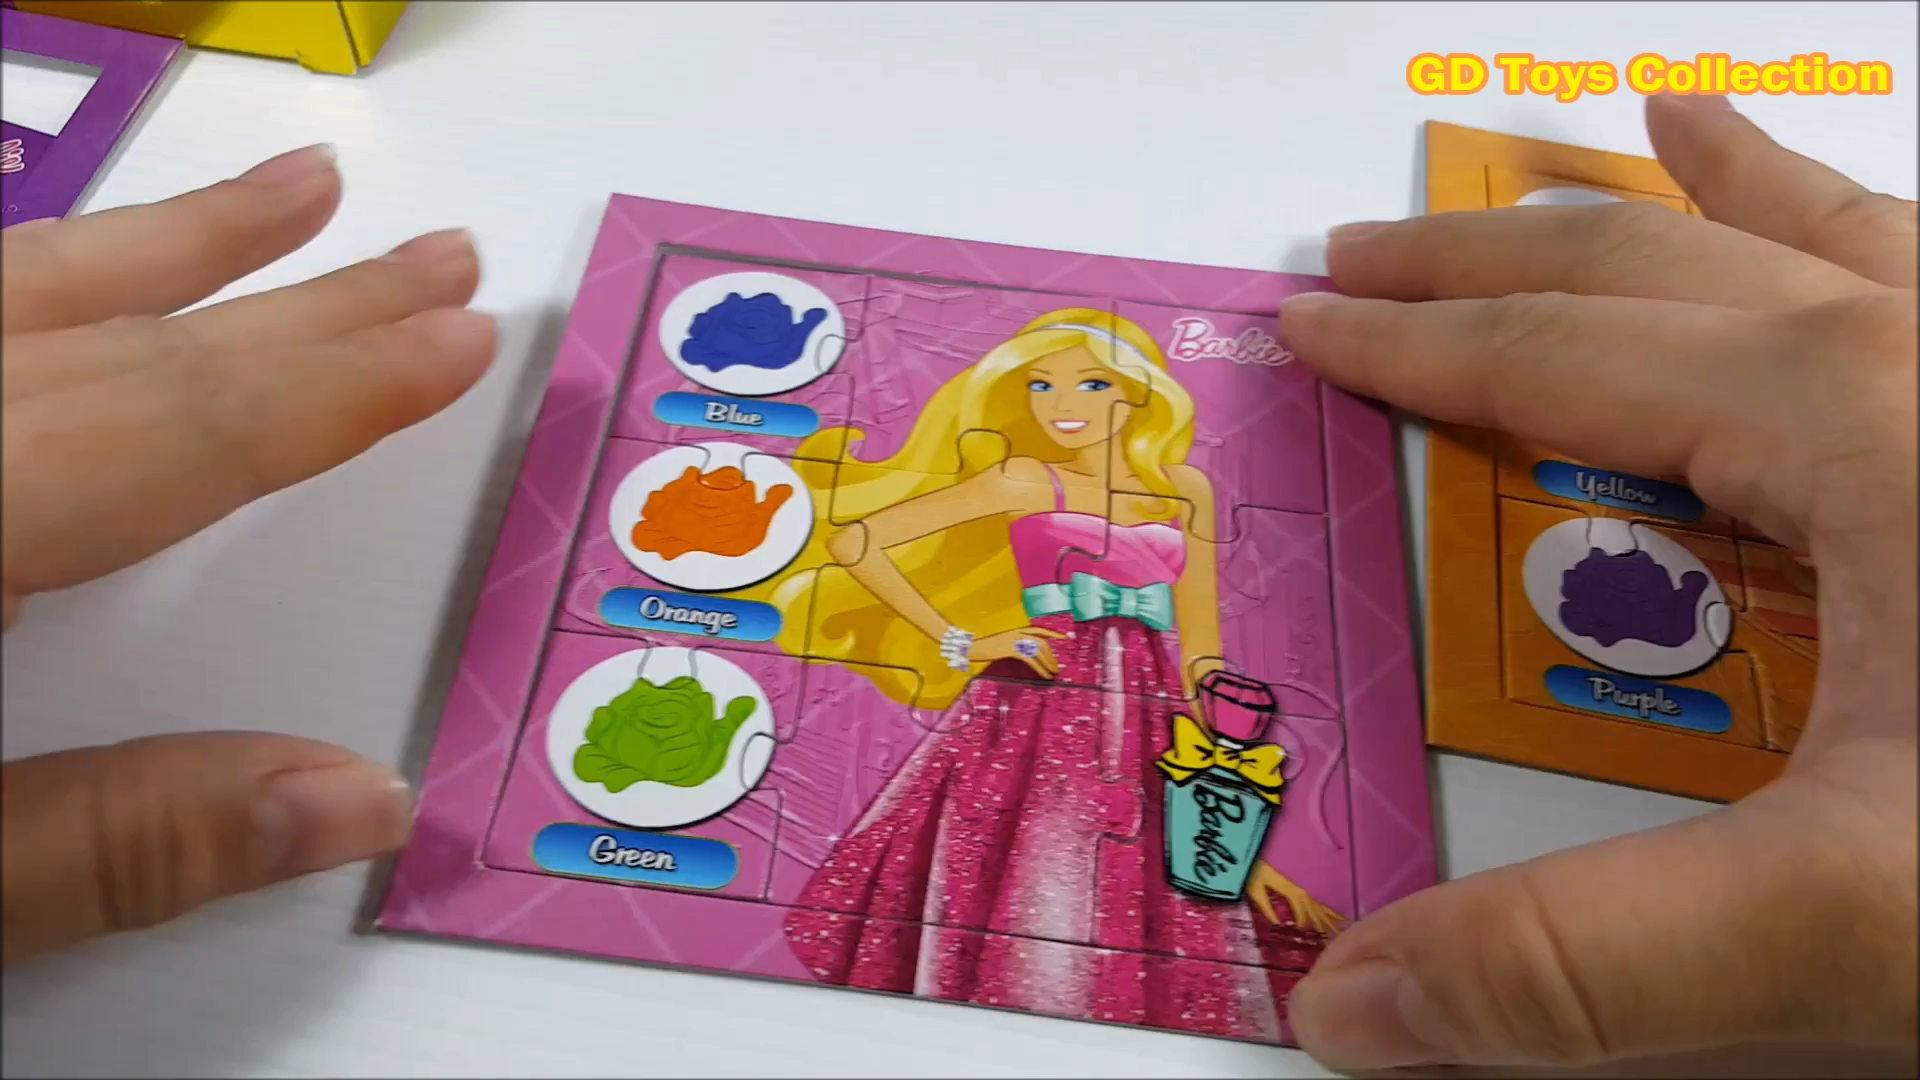 GD Toys Collection
Barbie
Blue
Orange
Green
Barbie
Yellow
Purple